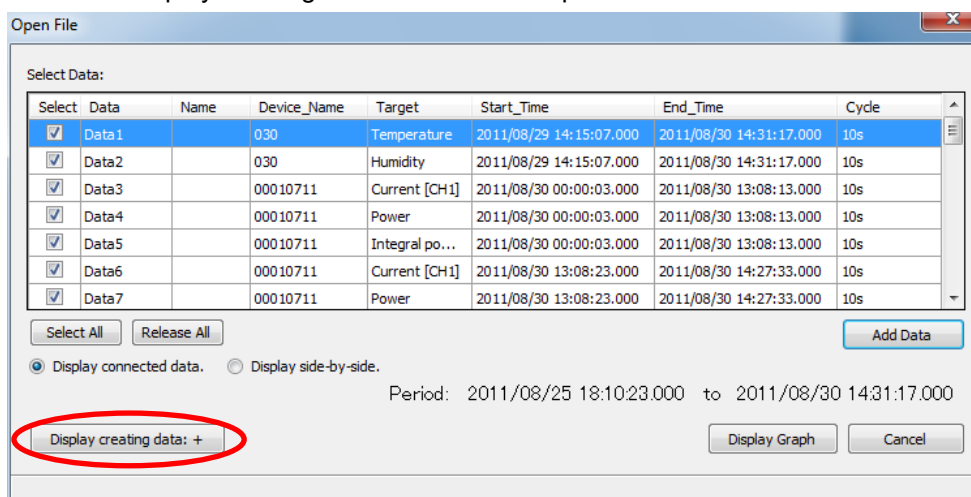 Open File
Select Data:
Select Data Name Device_Name Target Start_Time End_Time Cycle
Data1 030 Temperature 2011/08/29 14:15:07.000 2011/08/30 14:31:17.000 10s
Data2 030 Humidity 2011/08/29 14:15:07.000 2011/08/30 14:31:17.000 10s
Data3 00010711 Current [CH1] 2011/08/30 00:00:03.000 2011/08/30 13:08:13.000 10s
Data4 00010711 Power 2011/08/30 00:00:03.000 2011/08/30 13:08:13.000 10s
Data5 00010711 Integral po... 2011/08/30 00:00:03.000 2011/08/30 13:08:13.000 10s
Data6 00010711 Current [CH1] 2011/08/30 13:08:23.000 2011/08/30 14:27:33.000 10s
Data7 00010711 Power 2011/08/30 13:08:23.000 2011/08/30 14:27:33.000 10s
Select All Release All Add Data
Display connected data. Display side-by-side.
Period: 2011/08/25 18:10:23.000 to 2011/08/30 14:31:17.000
Display creating data: + Display Graph Cancel